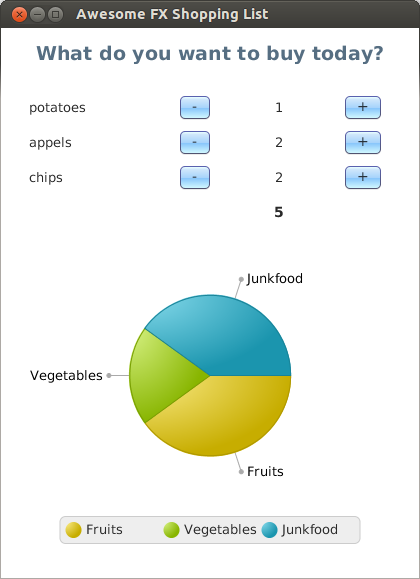 Awesome FX Shopping List
What do you want to buy today?
potatoes - 1 +
appels - 2 +
chips - 2 +
5
Junkfood
Vegetables
Fruits
Fruits Vegetables Junkfood